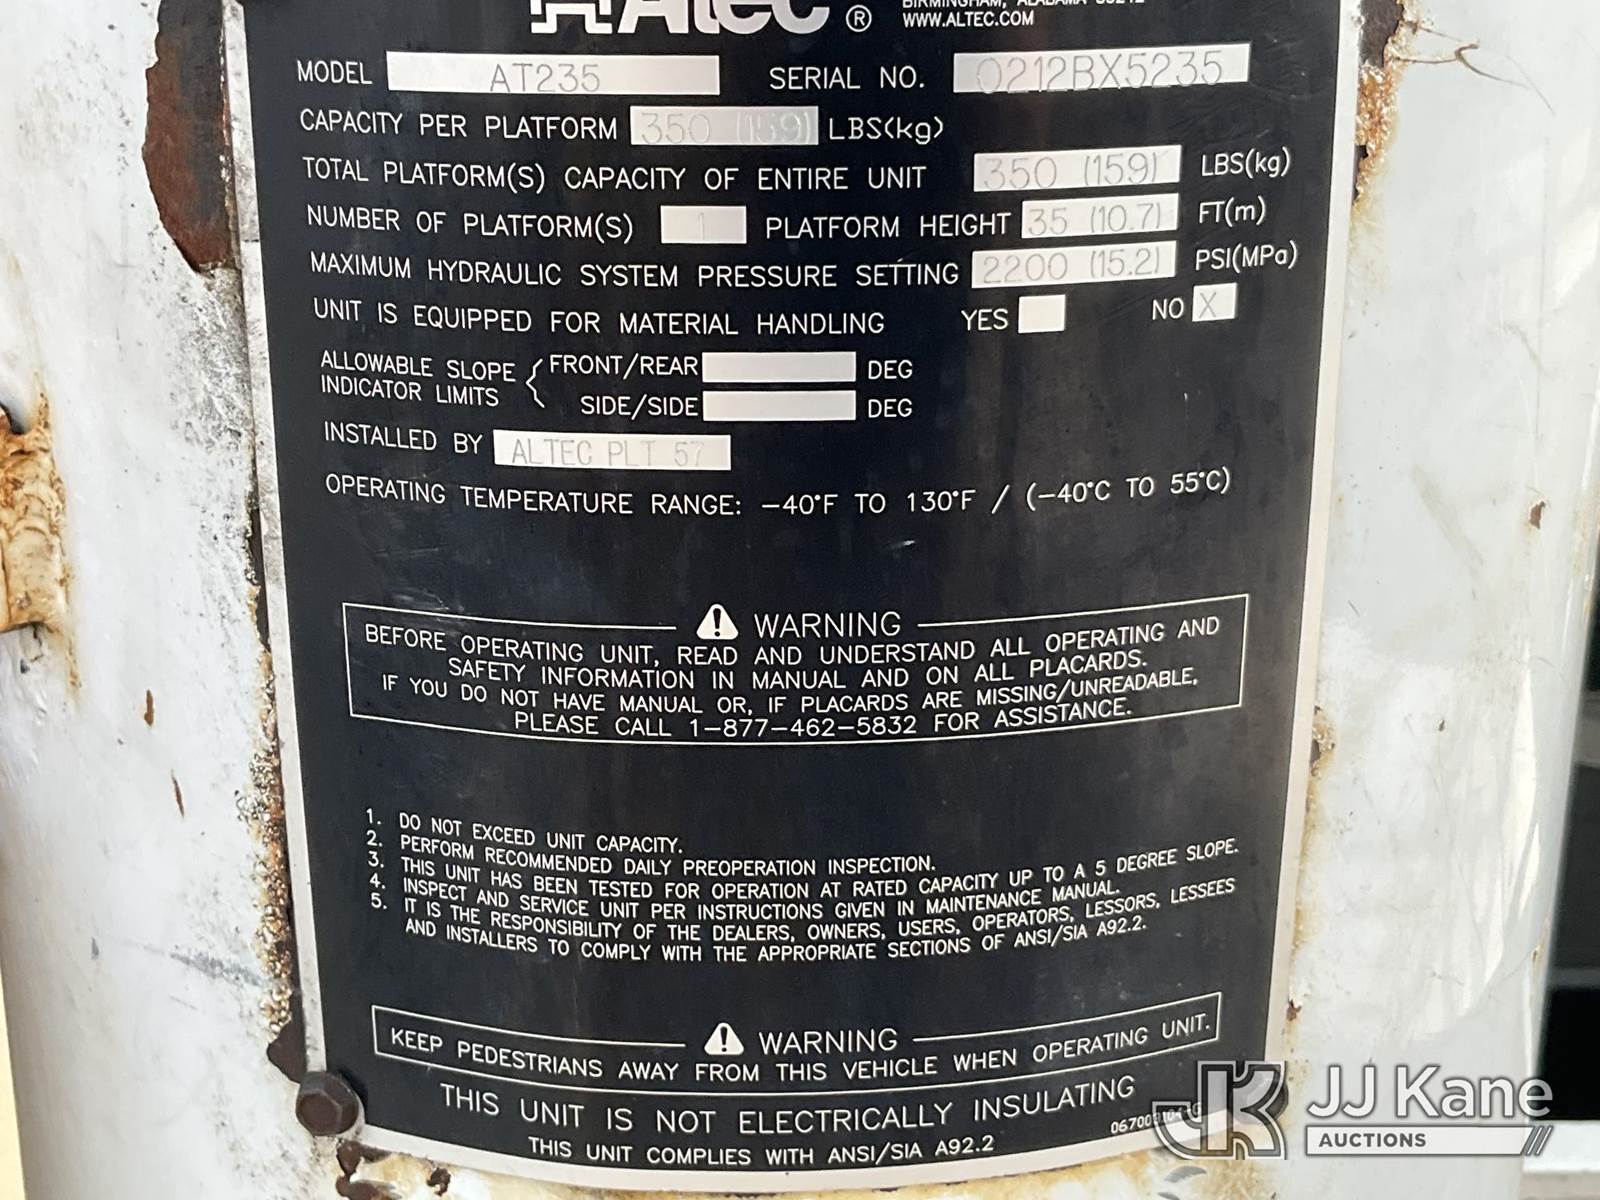 Altec ®
WWW.ALTEC.COM
MODEL AT235 SERIAL NO. 0212BX5235
CAPACITY PER PLATFORM 350 (159) LBS(kg)
TOTAL PLATFORM(S) CAPACITY OF ENTIRE UNIT 350 (159) LBS(kg)
NUMBER OF PLATFORM(S) 1 PLATFORM HEIGHT 35 (10.7) FT(m)
MAXIMUM HYDRAULIC SYSTEM PRESSURE SETTING 2200 (15.2) PSI(MPa)
UNIT IS EQUIPPED FOR MATERIAL HANDLING YES NO X
ALLOWABLE SLOPE INDICATOR LIMITS { FRONT/REAR DEG
SIDE/SIDE DEG
INSTALLED BY ALTEC PLT 57
OPERATING TEMPERATURE RANGE: -40°F TO 130°F / (-40°C TO 55°C)
WARNING
BEFORE OPERATING UNIT, READ AND UNDERSTAND ALL OPERATING AND
SAFETY INFORMATION IN MANUAL AND ON ALL PLACARDS.
IF YOU DO NOT HAVE MANUAL OR, IF PLACARDS ARE MISSING/UNREADABLE,
PLEASE CALL 1-877-462-5832 FOR ASSISTANCE.
1. DO NOT EXCEED UNIT CAPACITY.
2. PERFORM RECOMMENDED DAILY PREOPERATION INSPECTION.
3. THIS UNIT HAS BEEN TESTED FOR OPERATION AT RATED CAPACITY UP TO A 5 DEGREE SLOPE.
4. INSPECT AND SERVICE UNIT PER INSTRUCTIONS GIVEN IN MAINTENANCE MANUAL.
5. IT IS THE RESPONSIBILITY OF THE DEALERS, OWNERS, USERS, OPERATORS, LESSORS, LESSEES
AND INSTALLERS TO COMPLY WITH THE APPROPRIATE SECTIONS OF ANSI/SIA A92.2.
WARNING
KEEP PEDESTRIANS AWAY FROM THIS VEHICLE WHEN OPERATING UNIT.
THIS UNIT IS NOT ELECTRICALLY INSULATING
THIS UNIT COMPLIES WITH ANSI/SIA A92.2
JK JJ Kane
AUCTIONS